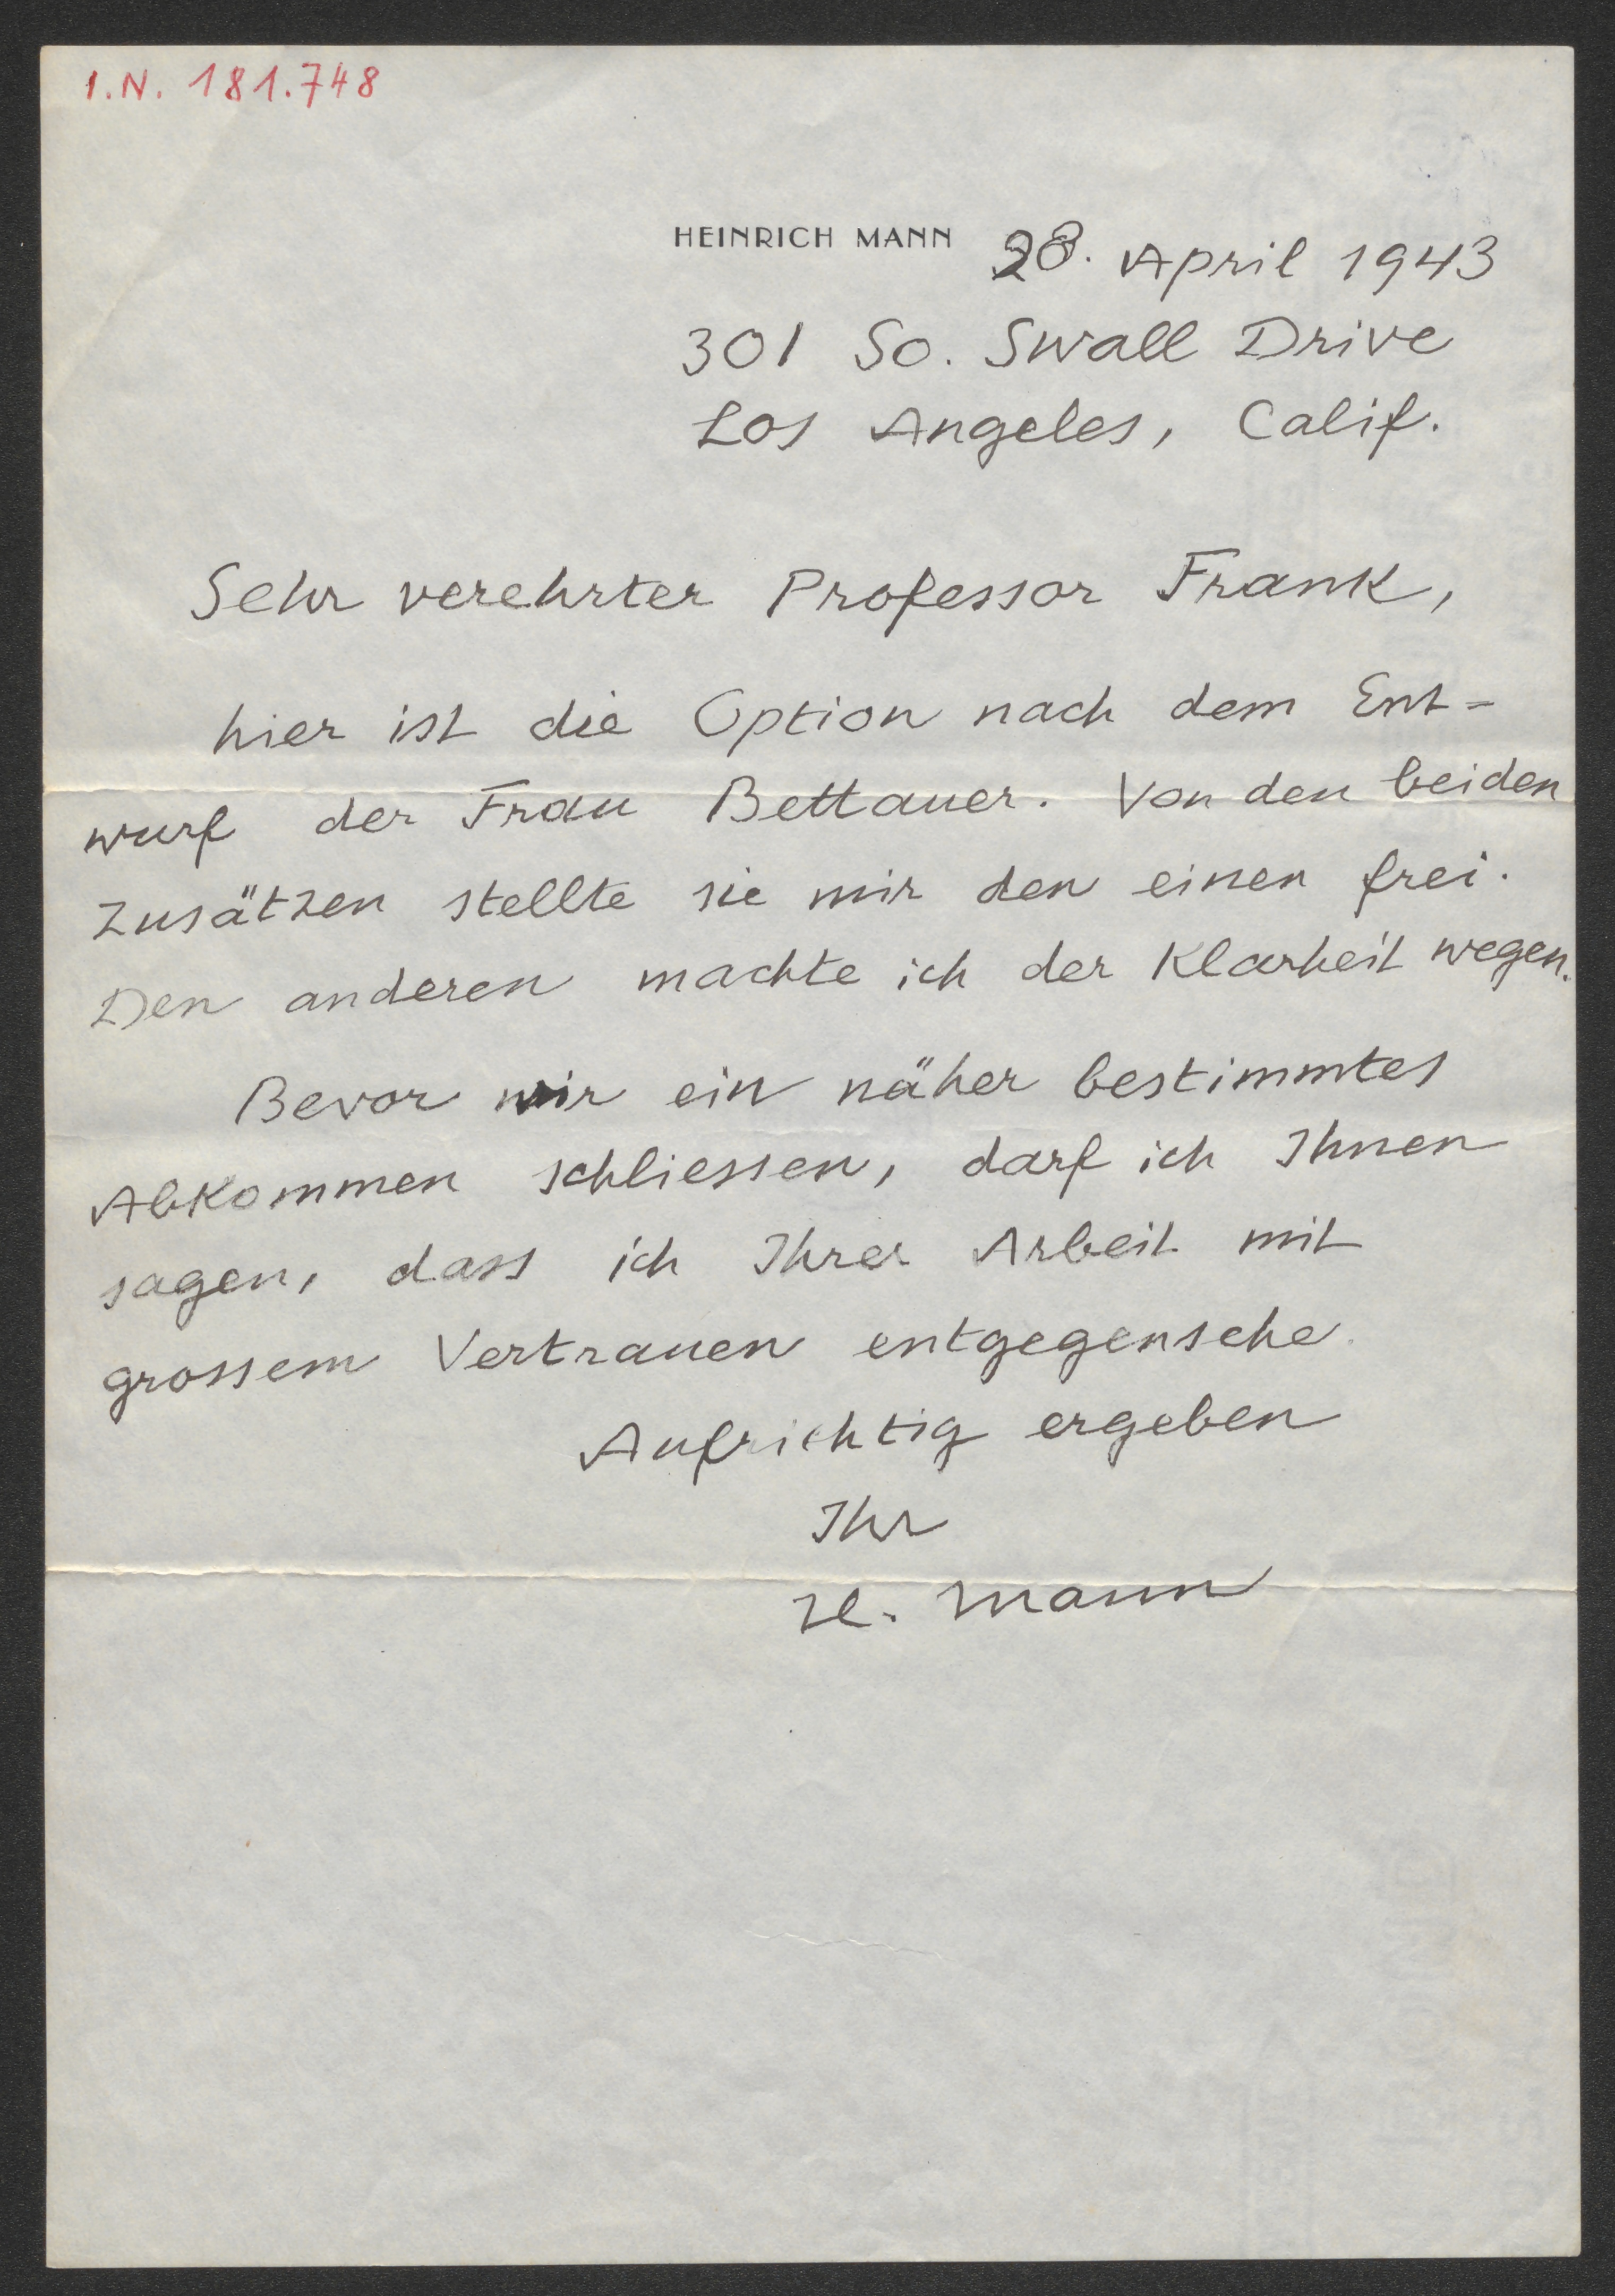 I.N. 181.748
HEINRICH MANN 28. April 1943
301 So. Swall Drive
Los Angeles, Calif.
Sehr verehrter Professor Frank,
hier ist die Option nach dem Ent-
wurf der Frau Bettauer. Von den beiden
Zusätzen stellte sie mir den einen frei.
Den anderen machte ich der Klarheit wegen.
Bevor wir ein näher bestimmtes
Abkommen schliessen, darf ich Ihnen
sagen, dass ich Ihrer Arbeit mit
grossem Vertrauen entgegensehe.
Aufrichtig ergeben
Ihr
H. Mann